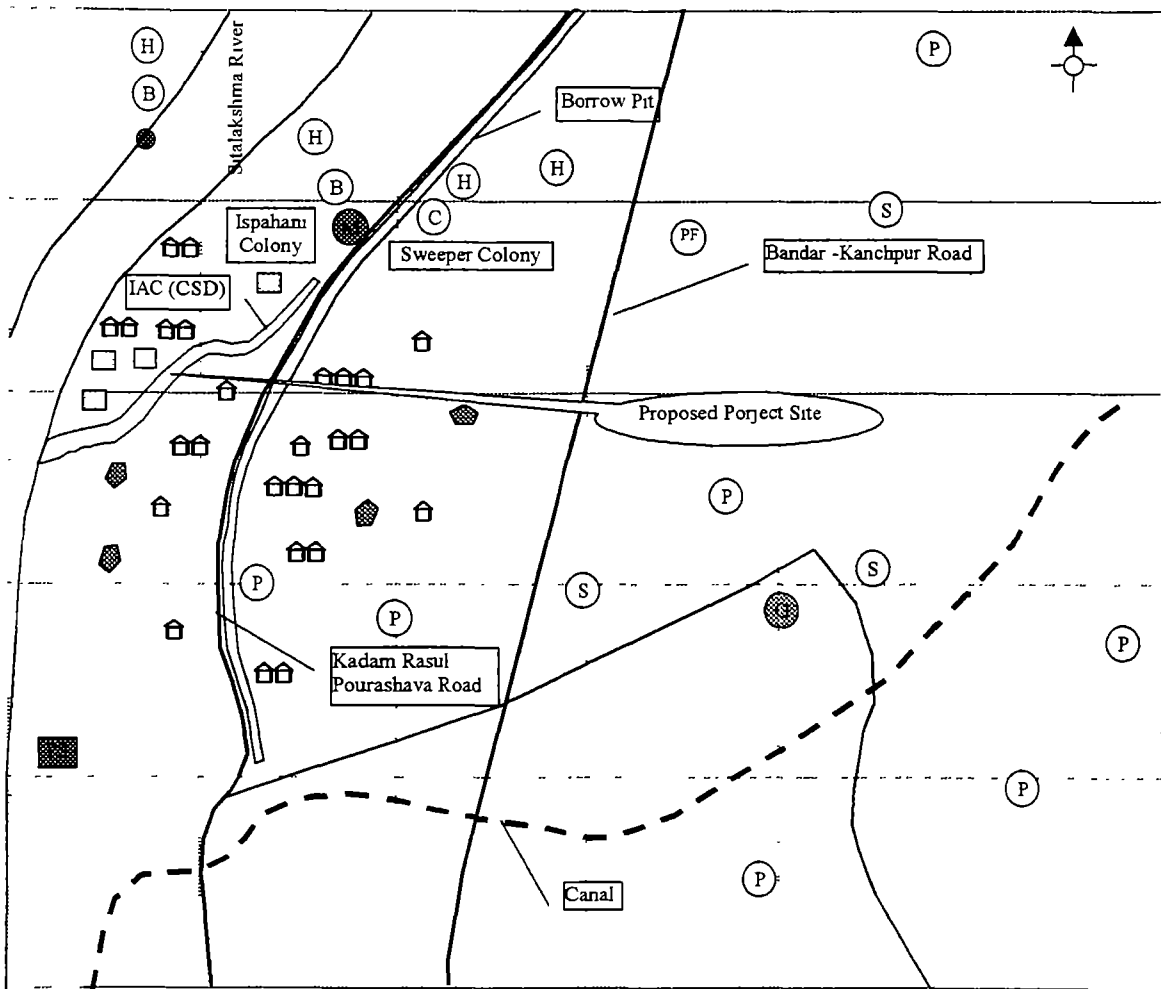 H
P
B
Borrow Pit
Sitalakshma River
H
H
H
B
S
C
Ispahani
Colony
PF
Sweeper Colony
Bandar -Kanchpur Road
IAC (CSD)
Proposed Porject Site
P
P
S
S
G
P
P
Kadam Rasul
Pourashava Road
P
P
Canal